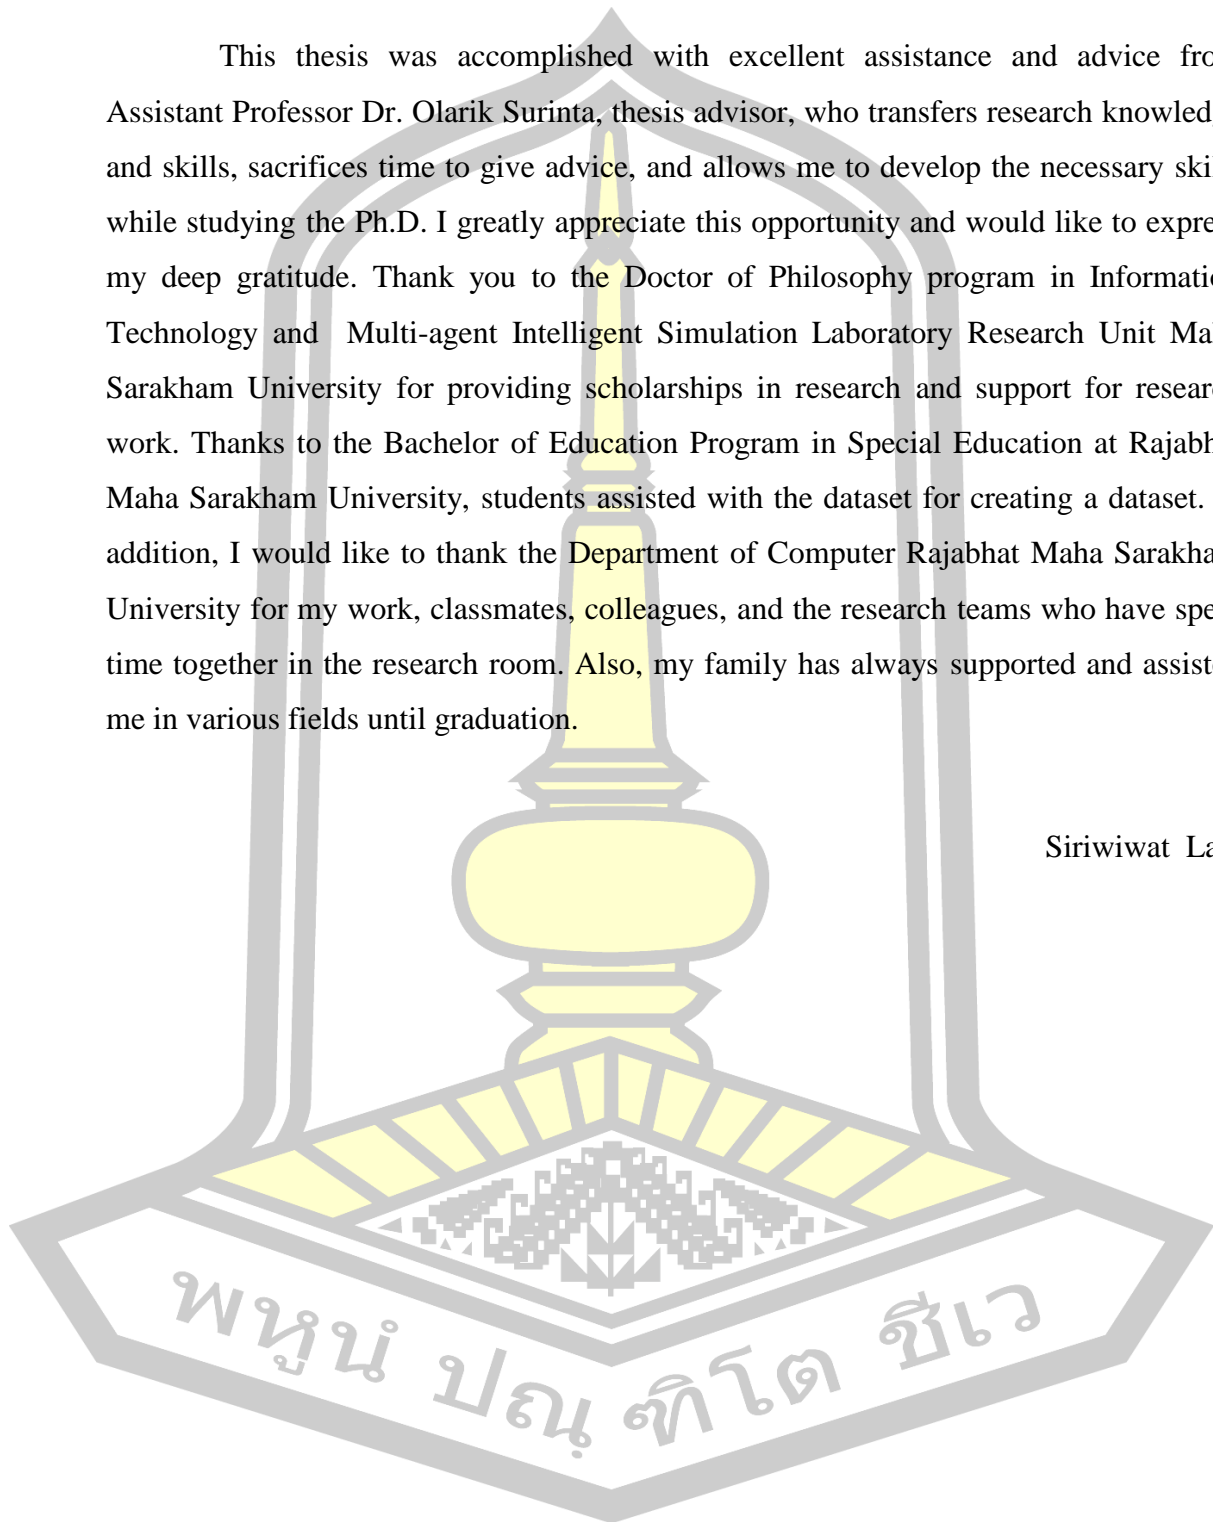 This thesis was accomplished with excellent assistance and advice fro
Assistant Professor Dr. Olarik Surinta, thesis advisor, who transfers research knowled
and skills, sacrifices time to give advice, and allows me to develop the necessary skil
while studying the Ph.D. I greatly appreciate this opportunity and would like to expre
my deep gratitude. Thank you to the Doctor of Philosophy program in Informatio
Technology and Multi-agent Intelligent Simulation Laboratory Research Unit Mah
Sarakham University for providing scholarships in research and support for researc
work. Thanks to the Bachelor of Education Program in Special Education at Rajabh
Maha Sarakham University, students assisted with the dataset for creating a dataset.
addition, I would like to thank the Department of Computer Rajabhat Maha Sarakha
University for my work, classmates, colleagues, and the research teams who have spe
time together in the research room. Also, my family has always supported and assiste
me in various fields until graduation.
Siriwiwat La
พหูนํ ปณฺฑิโต ชีเว